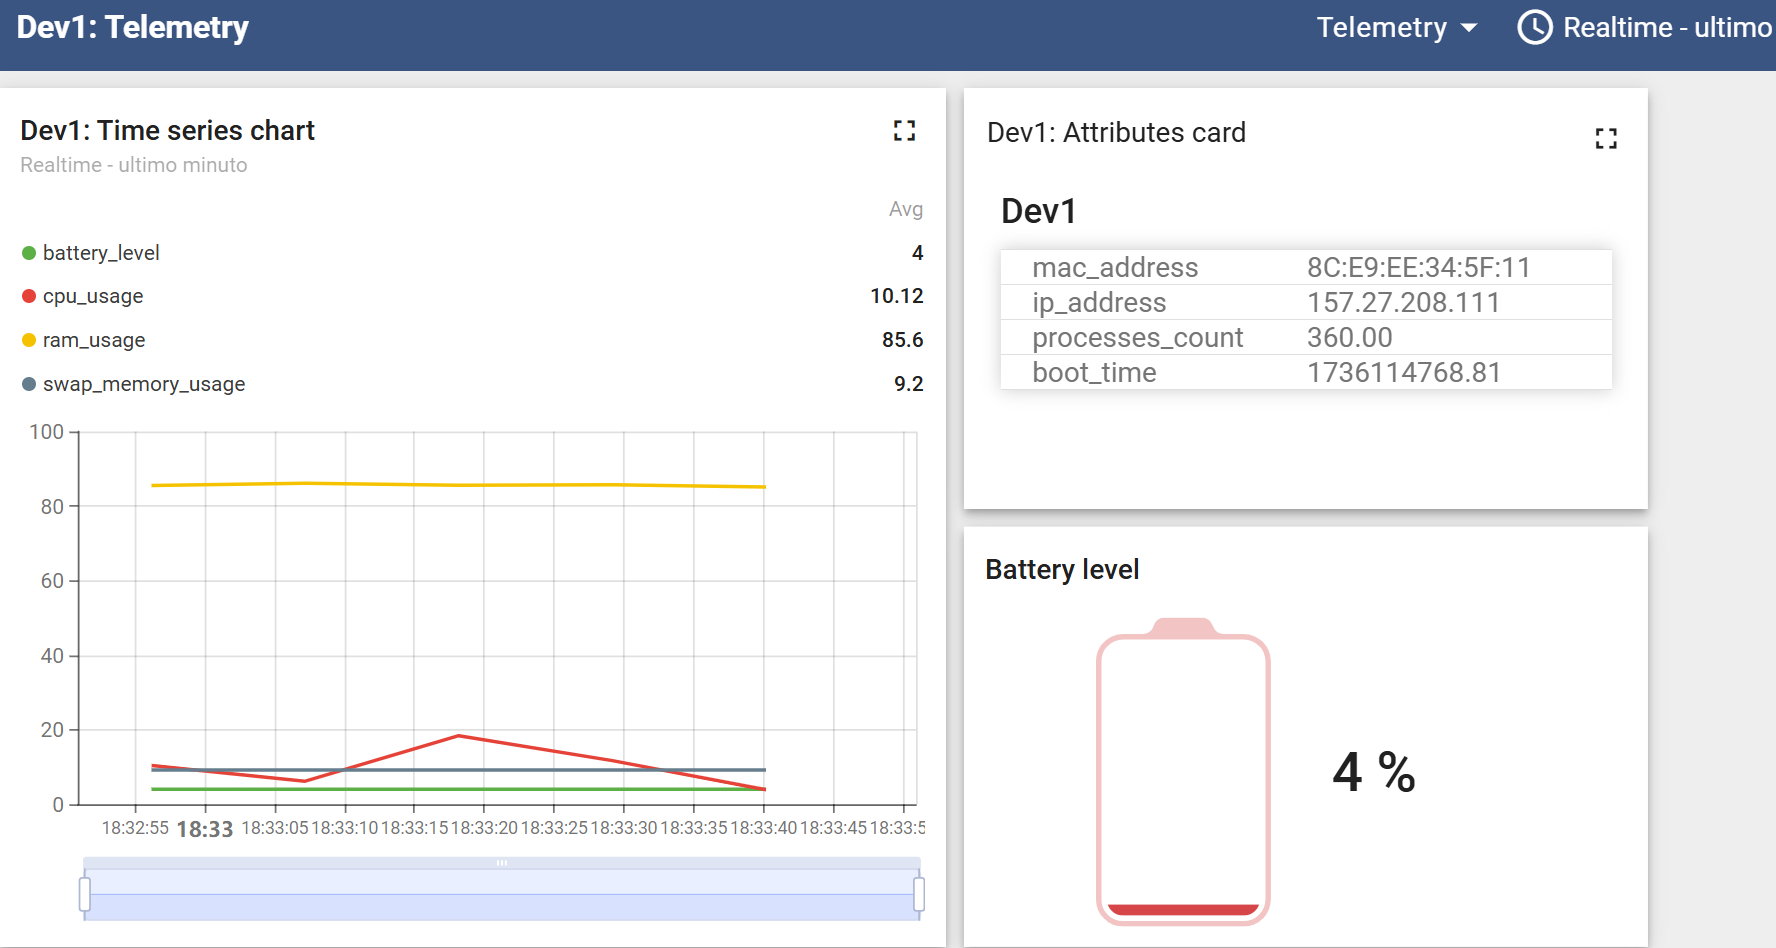 Dev1: Telemetry
Telemetry
Realtime - ultimo
Dev1: Time series chart
Realtime - ultimo minuto
Avg
battery_level 4
cpu_usage 10.12
ram_usage 85.6
swap_memory_usage 9.2
100
80
60
40
20
0
18:32:55 18:33 18:33:05 18:33:10 18:33:15 18:33:20 18:33:25 18:33:30 18:33:35 18:33:40 18:33:45 18:33:5
Dev1: Attributes card
Dev1
mac_address 8C:E9:EE:34:5F:11
ip_address 157.27.208.111
processes_count 360.00
boot_time 1736114768.81
Battery level
4 %